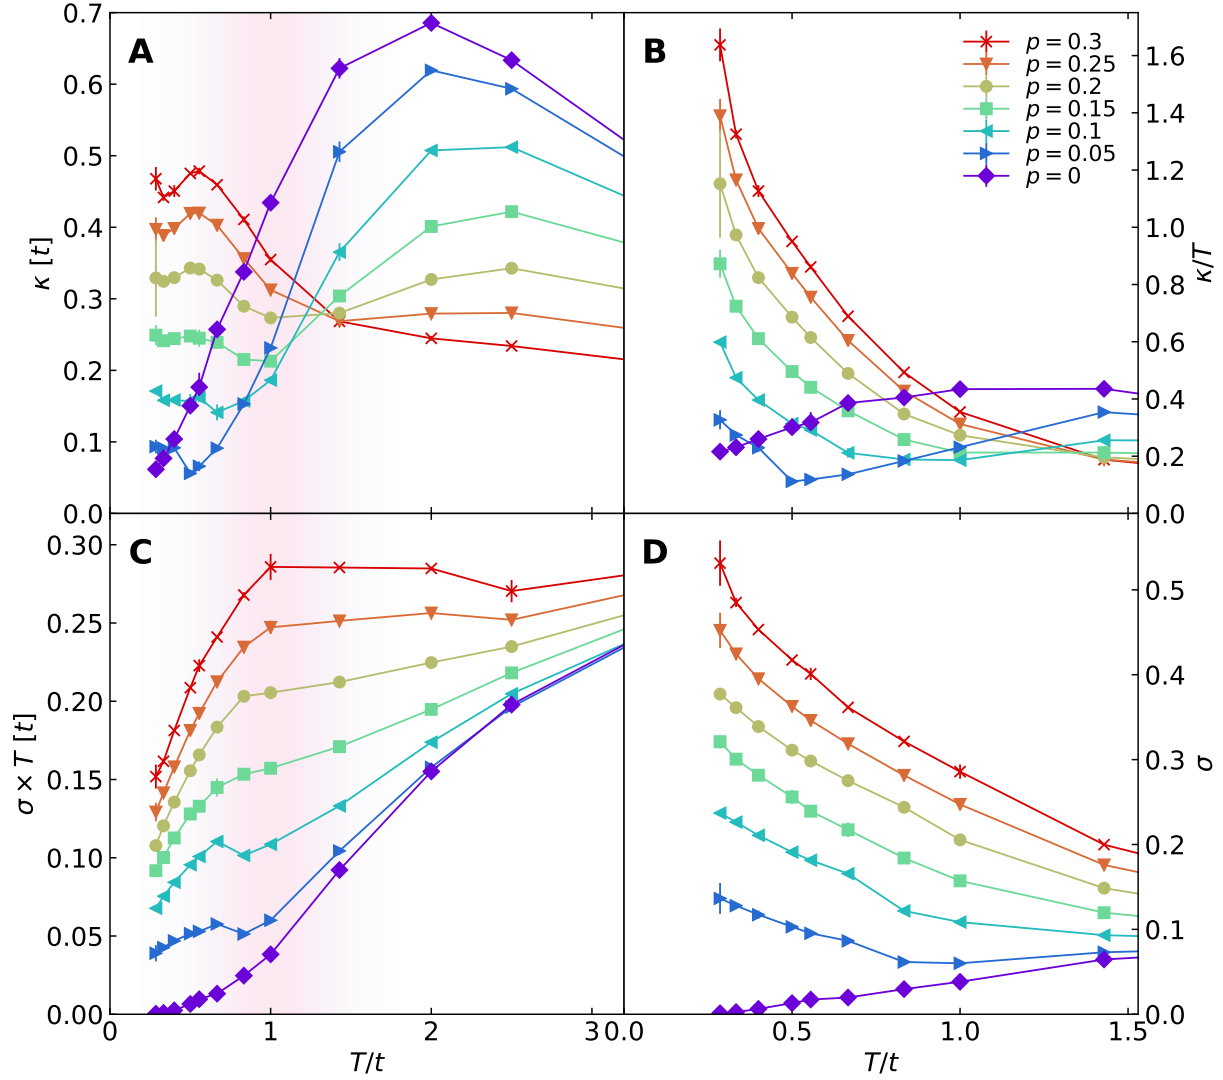 A
0.7
0.6
0.5
0.4
0.3
0.2
0.1
0.0
κ [t]
B
p = 0.3
p = 0.25
p = 0.2
p = 0.15
p = 0.1
p = 0.05
p = 0
1.6
1.4
1.2
1.0
0.8
0.6
0.4
0.2
0.0
κ/T
C
0.30
0.25
0.20
0.15
0.10
0.05
0.00
σ × T [t]
0 1 2 3
T/t
D
0.5
0.4
0.3
0.2
0.1
0.0
σ
0.0 0.5 1.0 1.5
T/t